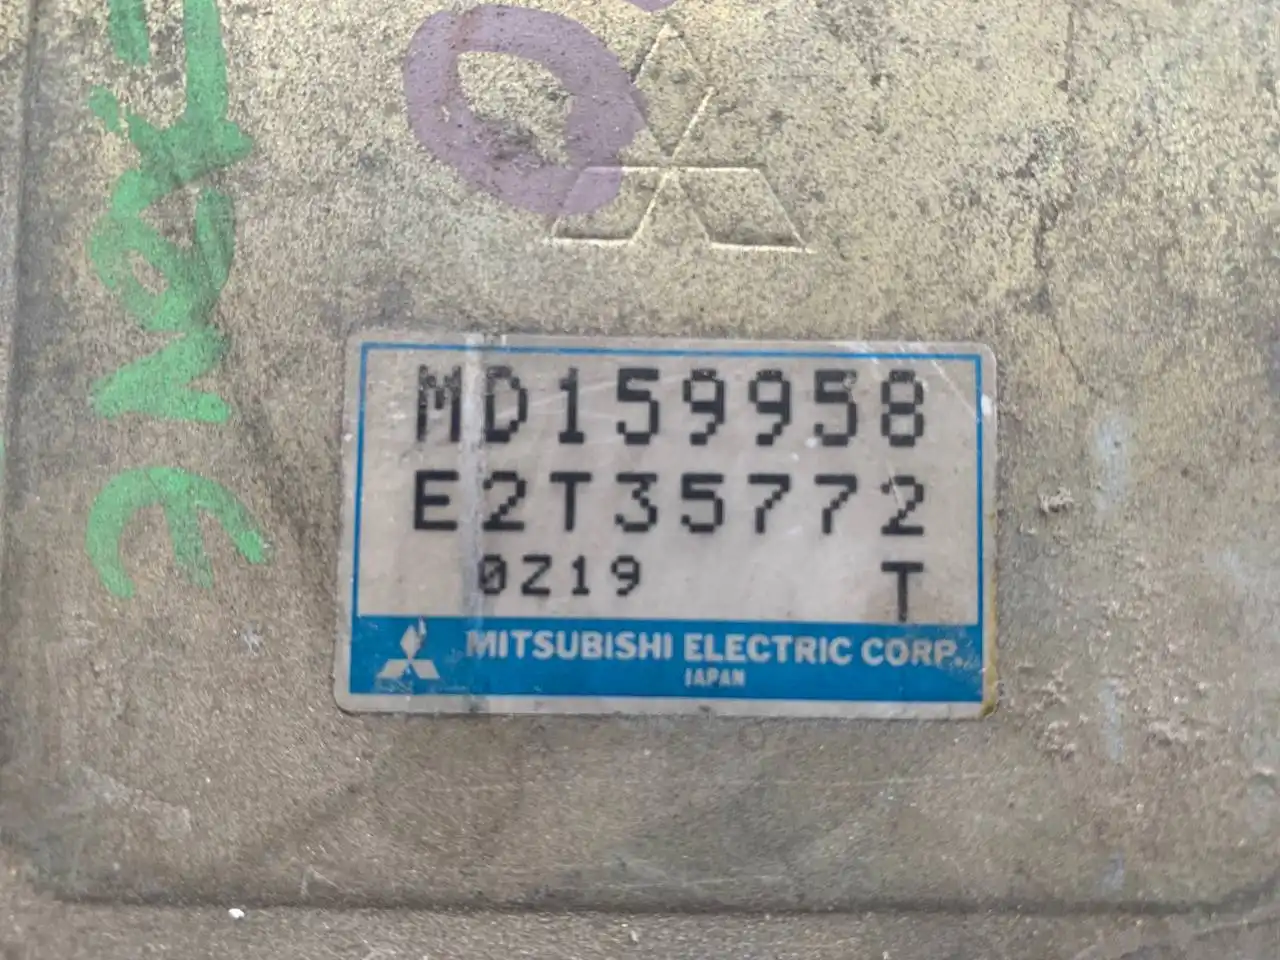 MD159958
E2T35772
0Z19 T
MITSUBISHI ELECTRIC CORP.
JAPAN